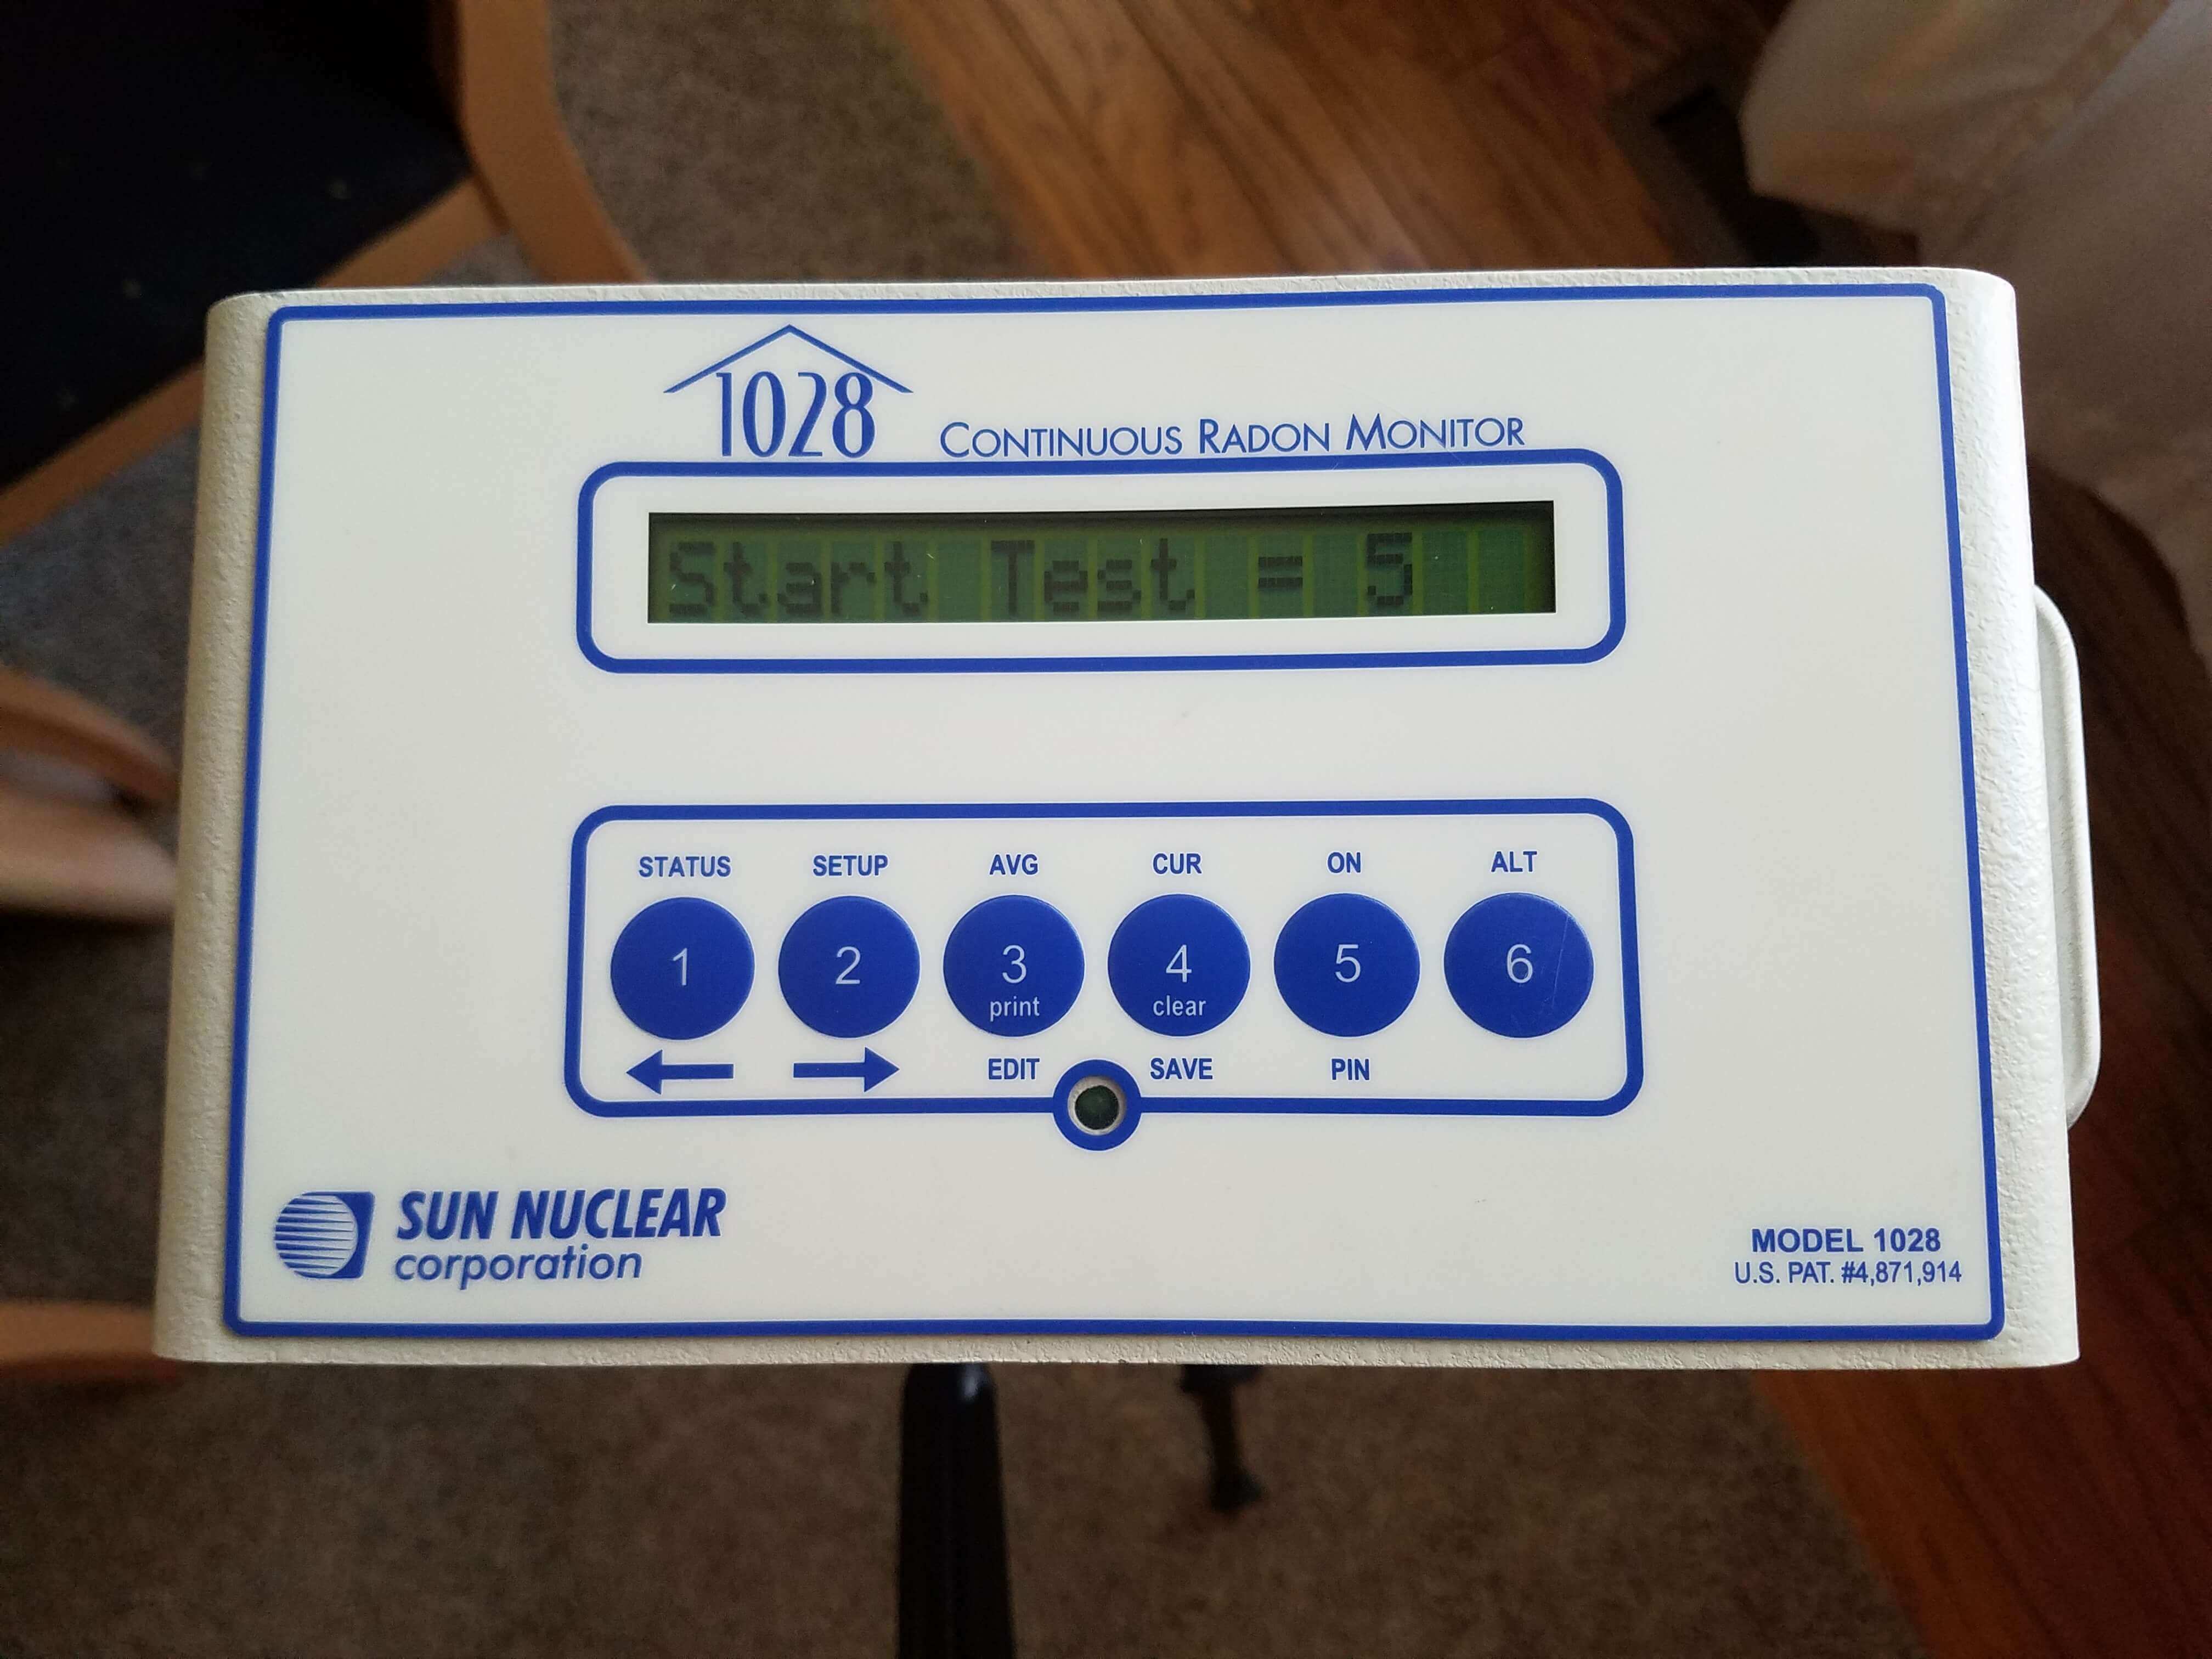 1028 CONTINUOUS RADON MONITOR
Start Test = 5
STATUS SETUP AVG CUR ON ALT
1 2 3 4 5 6
print clear
EDIT SAVE PIN
SUN NUCLEAR
corporation
MODEL 1028
U.S. PAT. #4,871,914